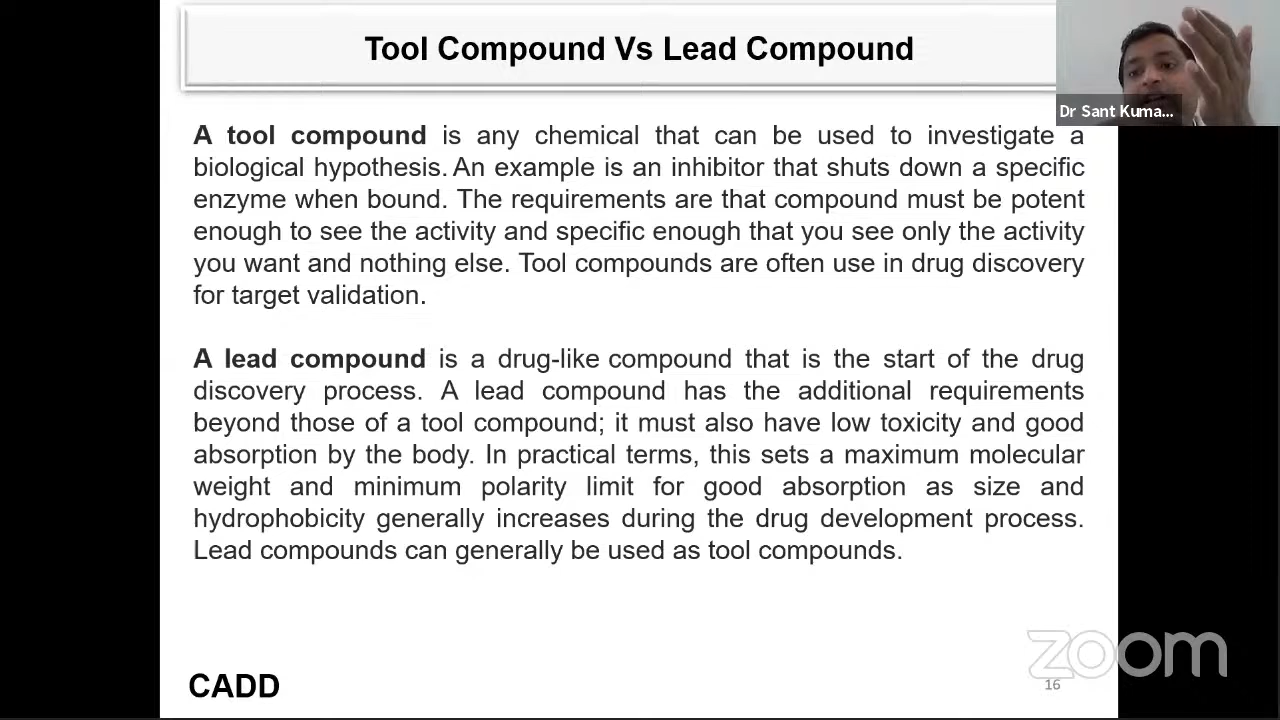 Tool Compound Vs Lead Compound
Dr Sant Kuma...
A tool compound is any chemical that can be used to investigate a
biological hypothesis. An example is an inhibitor that shuts down a specific
enzyme when bound. The requirements are that compound must be potent
enough to see the activity and specific enough that you see only the activity
you want and nothing else. Tool compounds are often use in drug discovery
for target validation.
A lead compound is a drug-like compound that is the start of the drug
discovery process. A lead compound has the additional requirements
beyond those of a tool compound; it must also have low toxicity and good
absorption by the body. In practical terms, this sets a maximum molecular
weight and minimum polarity limit for good absorption as size and
hydrophobicity generally increases during the drug development process.
Lead compounds can generally be used as tool compounds.
zoom
CADD
16